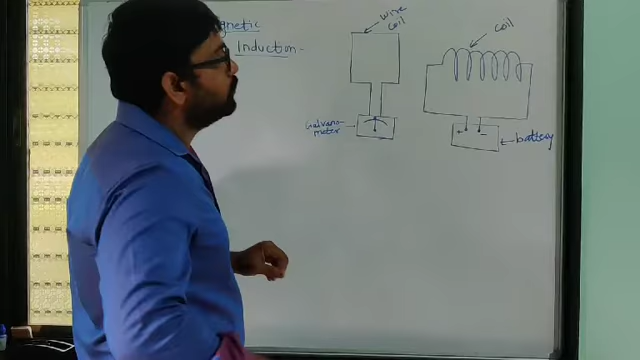 gnetic
Induction-
wire
coil
coil
Galvano-
meter
+ -
battery